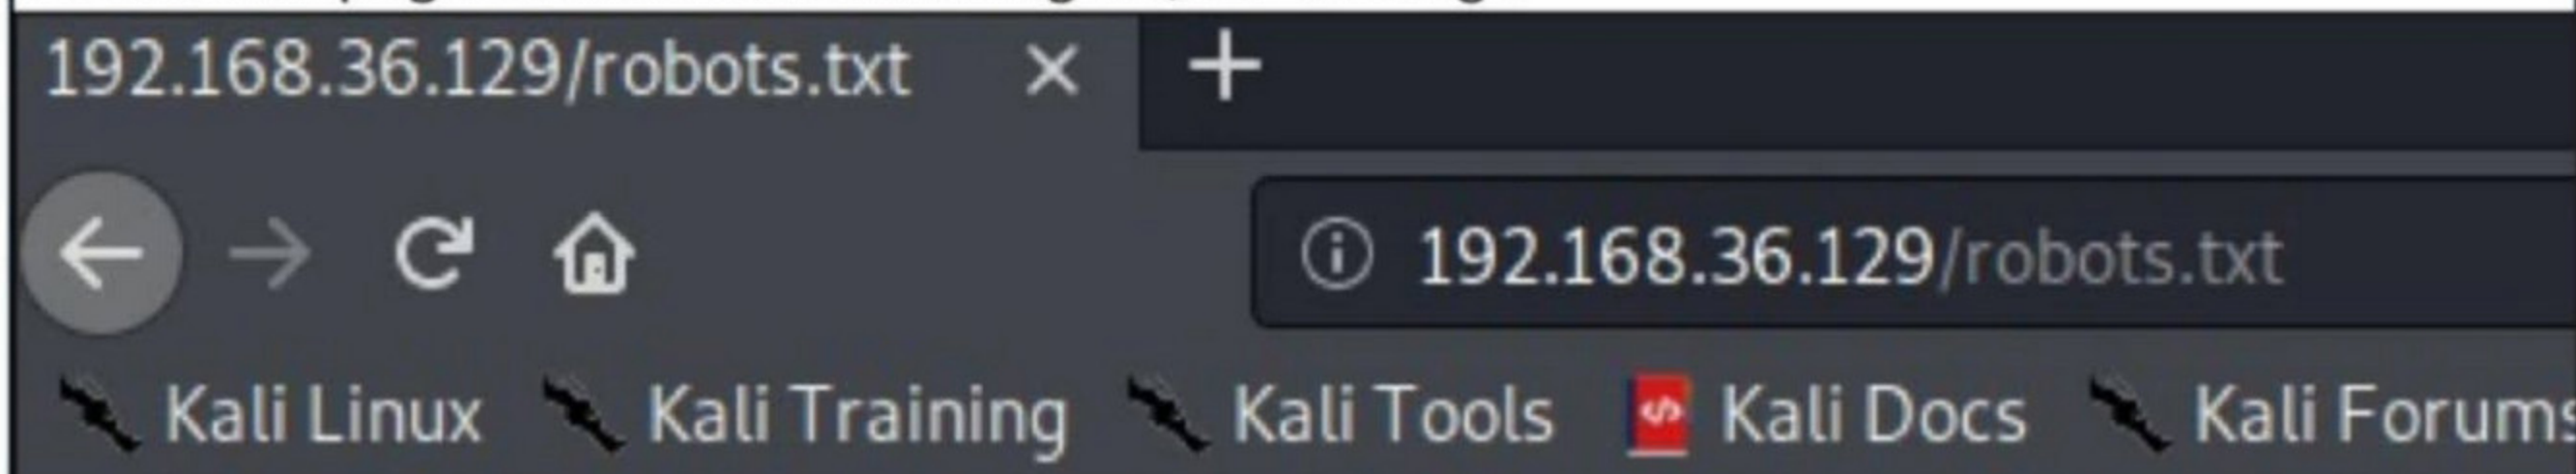 192.168.36.129/robots.txt
192.168.36.129/robots.txt
Kali Linux Kali Training Kali Tools Kali Docs Kali Forums